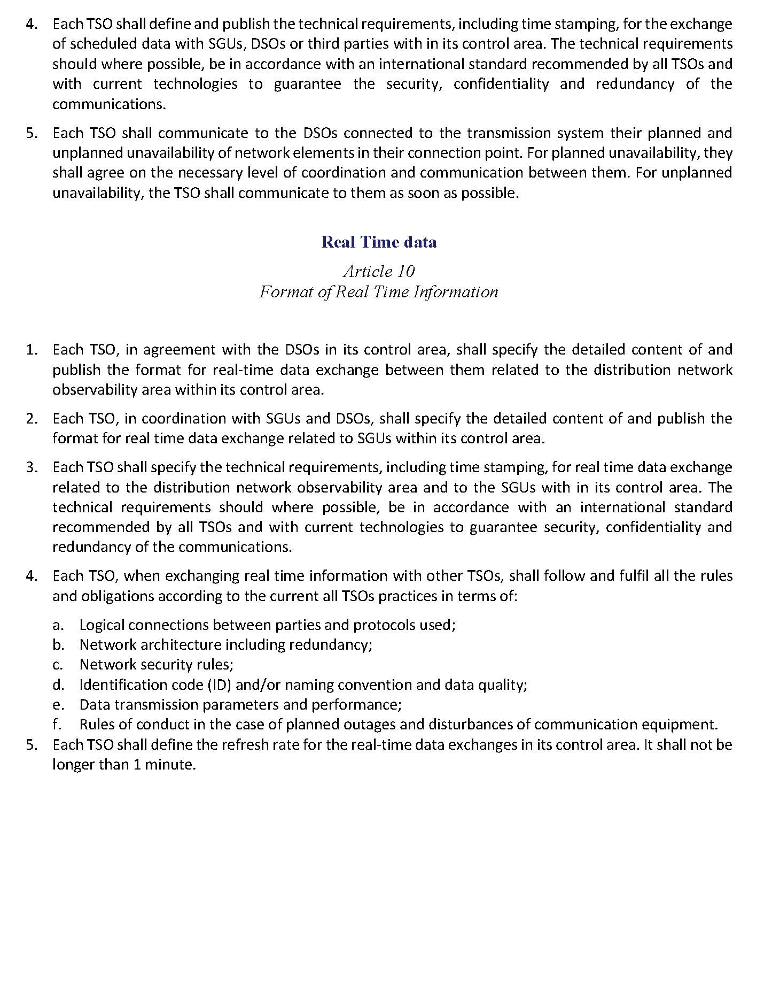 4. Each TSO shall define and publish the technical requirements, including time stamping, for the exchange
of scheduled data with SGUs, DSOs or third parties with in its control area. The technical requirements
should where possible, be in accordance with an international standard recommended by all TSOs and
with current technologies to guarantee the security, confidentiality and redundancy of the
communications.
5. Each TSO shall communicate to the DSOs connected to the transmission system their planned and
unplanned unavailability of network elements in their connection point. For planned unavailability, they
shall agree on the necessary level of coordination and communication between them. For unplanned
unavailability, the TSO shall communicate to them as soon as possible.
Real Time data
Article 10
Format of Real Time Information
1. Each TSO, in agreement with the DSOs in its control area, shall specify the detailed content of and
publish the format for real-time data exchange between them related to the distribution network
observability area within its control area.
2. Each TSO, in coordination with SGUs and DSOs, shall specify the detailed content of and publish the
format for real time data exchange related to SGUs within its control area.
3. Each TSO shall specify the technical requirements, including time stamping, for real time data exchange
related to the distribution network observability area and to the SGUs with in its control area. The
technical requirements should where possible, be in accordance with an international standard
recommended by all TSOs and with current technologies to guarantee security, confidentiality and
redundancy of the communications.
4. Each TSO, when exchanging real time information with other TSOs, shall follow and fulfil all the rules
and obligations according to the current all TSOs practices in terms of:
a. Logical connections between parties and protocols used;
b. Network architecture including redundancy;
c. Network security rules;
d. Identification code (ID) and/or naming convention and data quality;
e. Data transmission parameters and performance;
f. Rules of conduct in the case of planned outages and disturbances of communication equipment.
5. Each TSO shall define the refresh rate for the real-time data exchanges in its control area. It shall not be
longer than 1 minute.